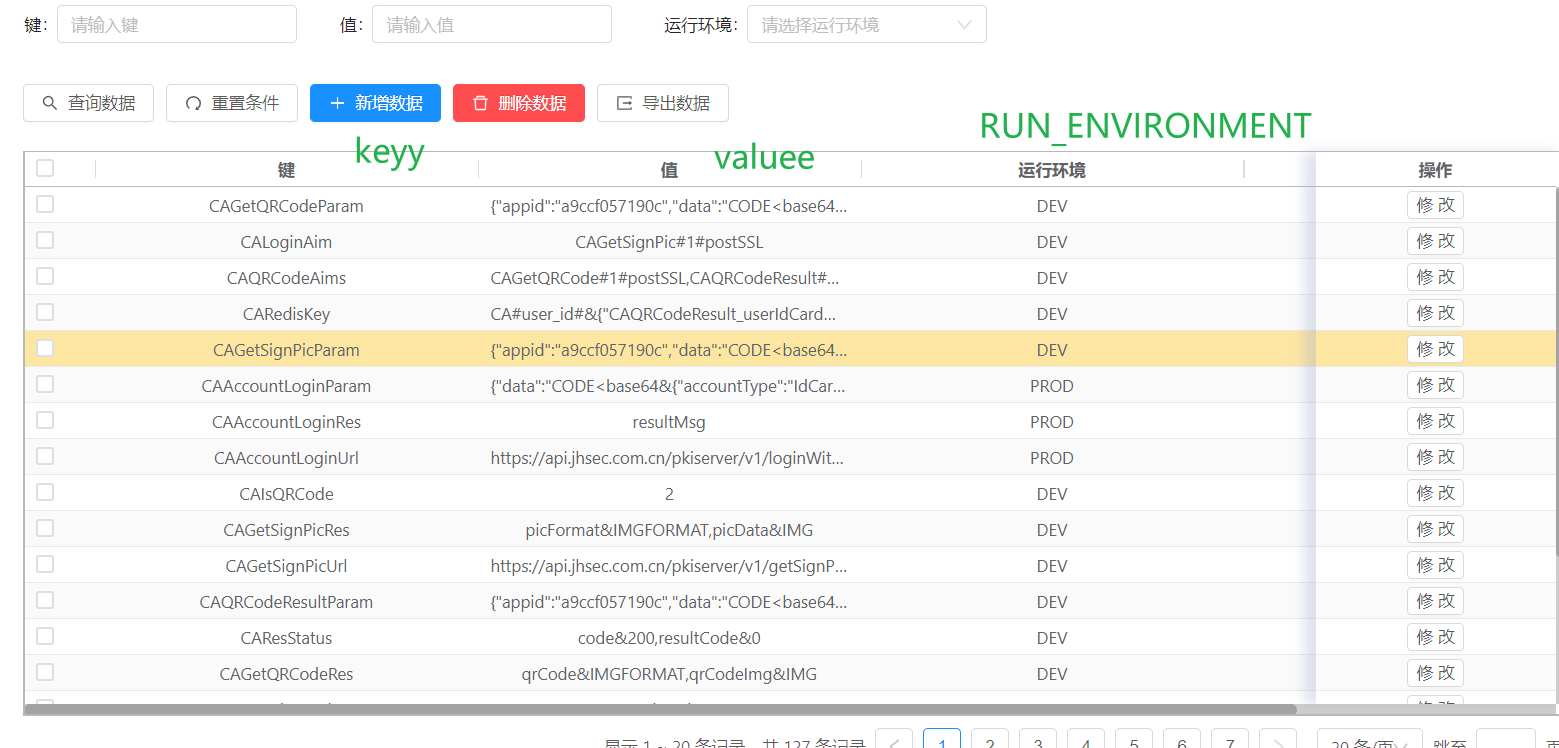 键: 请输入键 值: 请输入值 运行环境: 请选择运行环境
查询数据 重置条件 新增数据 删除数据 导出数据
keyy valuee RUN_ENVIRONMENT
键 值 运行环境 操作
CAGetQRCodeParam {"appid":"a9ccf057190c","data":"CODE<base64... DEV 修 改
CALoginAim CAGetSignPic#1#postSSL DEV 修 改
CAQRCodeAims CAGetQRCode#1#postSSL,CAQRCodeResult#... DEV 修 改
CARedisKey CA#user_id#&{"CAQRCodeResult_userIdCard... DEV 修 改
CAGetSignPicParam {"appid":"a9ccf057190c","data":"CODE<base64... DEV 修 改
CAAccountLoginParam {"data":"CODE<base64&{"accountType":"IdCar... PROD 修 改
CAAccountLoginRes resultMsg PROD 修 改
CAAccountLoginUrl https://api.jhsec.com.cn/pkiserver/v1/loginWit... PROD 修 改
CAIsQRCode 2 DEV 修 改
CAGetSignPicRes picFormat&IMGFORMAT,picData&IMG DEV 修 改
CAGetSignPicUrl https://api.jhsec.com.cn/pkiserver/v1/getSignP... DEV 修 改
CAQRCodeResultParam {"appid":"a9ccf057190c","data":"CODE<base64... DEV 修 改
CAResStatus code&200,resultCode&0 DEV 修 改
CAGetQRCodeRes qrCode&IMGFORMAT,qrCodeImg&IMG DEV 修 改
显示 1 ~ 20 条记录，共 127 条记录 1 2 3 4 5 6 7 20 条/页 跳至 页